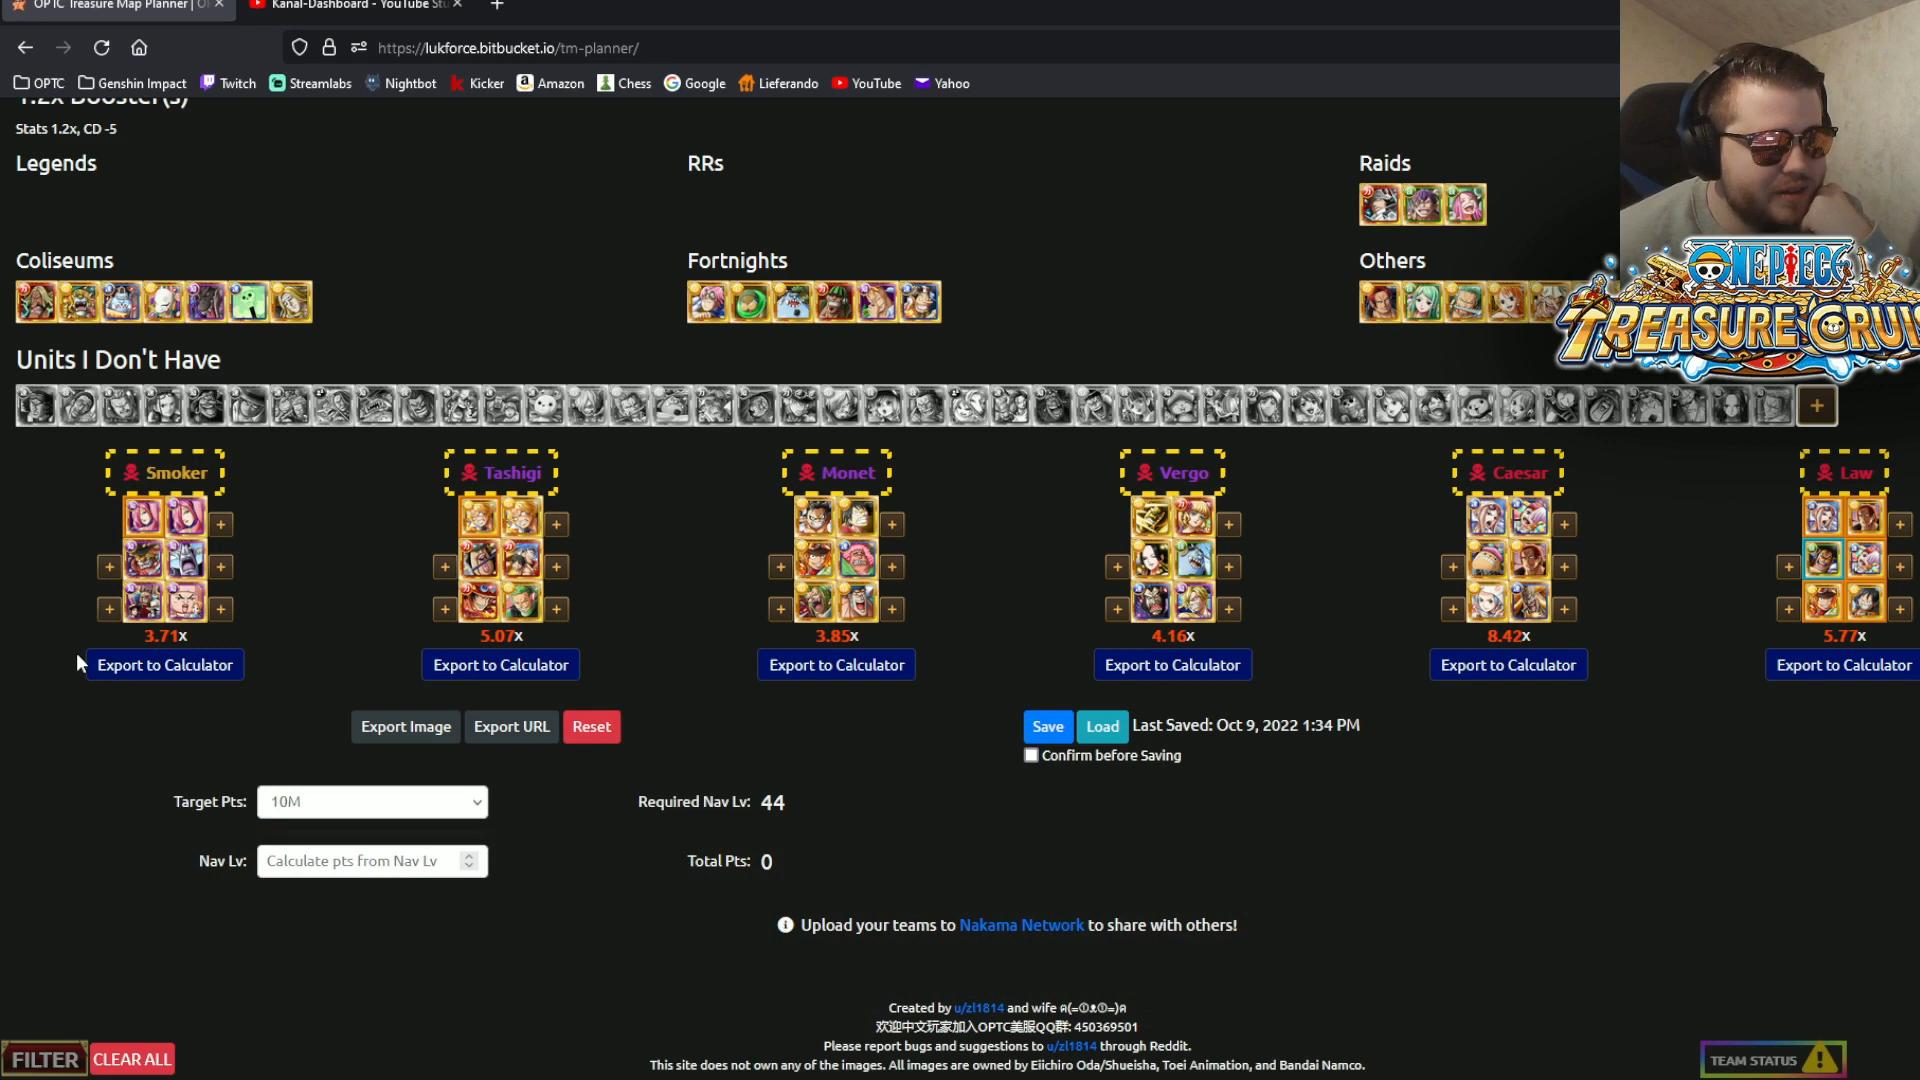 OPTC Treasure Map Planner | O
Kanal-Dashboard - YouTube Stu
https://lukforce.bitbucket.io/tm-planner/
OPTC
Genshin Impact
Twitch
Streamlabs
Nightbot
Kicker
Amazon
Chess
Google
Lieferando
YouTube
Yahoo
1.2x Booster(s)
Stats 1.2x, CD -5
Legends
RRs
Raids
Coliseums
Fortnights
Others
ONE PIECE
TREASURE CRUIS
Units I Don't Have
Smoker
Tashigi
Monet
Vergo
Caesar
Law
3.71x
5.07x
3.85x
4.16x
8.42x
5.77x
Export to Calculator
Export to Calculator
Export to Calculator
Export to Calculator
Export to Calculator
Export to Calculator
Export Image
Export URL
Reset
Save
Load
Last Saved: Oct 9, 2022 1:34 PM
Confirm before Saving
Target Pts:
10M
Required Nav Lv: 44
Nav Lv:
Calculate pts from Nav Lv
Total Pts: 0
Upload your teams to Nakama Network to share with others!
Created by u/zl1814 and wife
欢迎中文玩家加入OPTC美服QQ群: 450369501
Please report bugs and suggestions to u/zl1814 through Reddit.
This site does not own any of the images. All images are owned by Eiichiro Oda/Shueisha, Toei Animation, and Bandai Namco.
FILTER
CLEAR ALL
TEAM STATUS